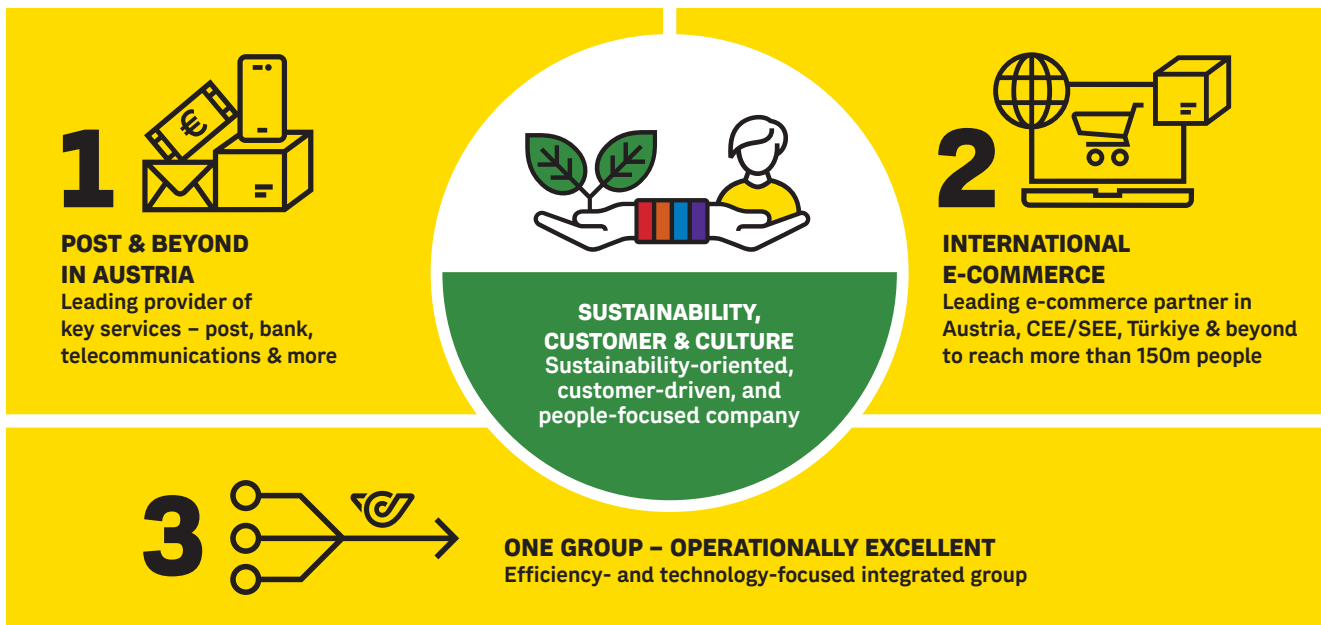 1
POST & BEYOND
IN AUSTRIA
Leading provider of
key services – post, bank,
telecommunications & more
€
SUSTAINABILITY,
CUSTOMER & CULTURE
Sustainability-oriented,
customer-driven, and
people-focused company
2
INTERNATIONAL
E-COMMERCE
Leading e-commerce partner in
Austria, CEE/SEE, Türkiye & beyond
to reach more than 150m people
3
ONE GROUP – OPERATIONALLY EXCELLENT
Efficiency- and technology-focused integrated group